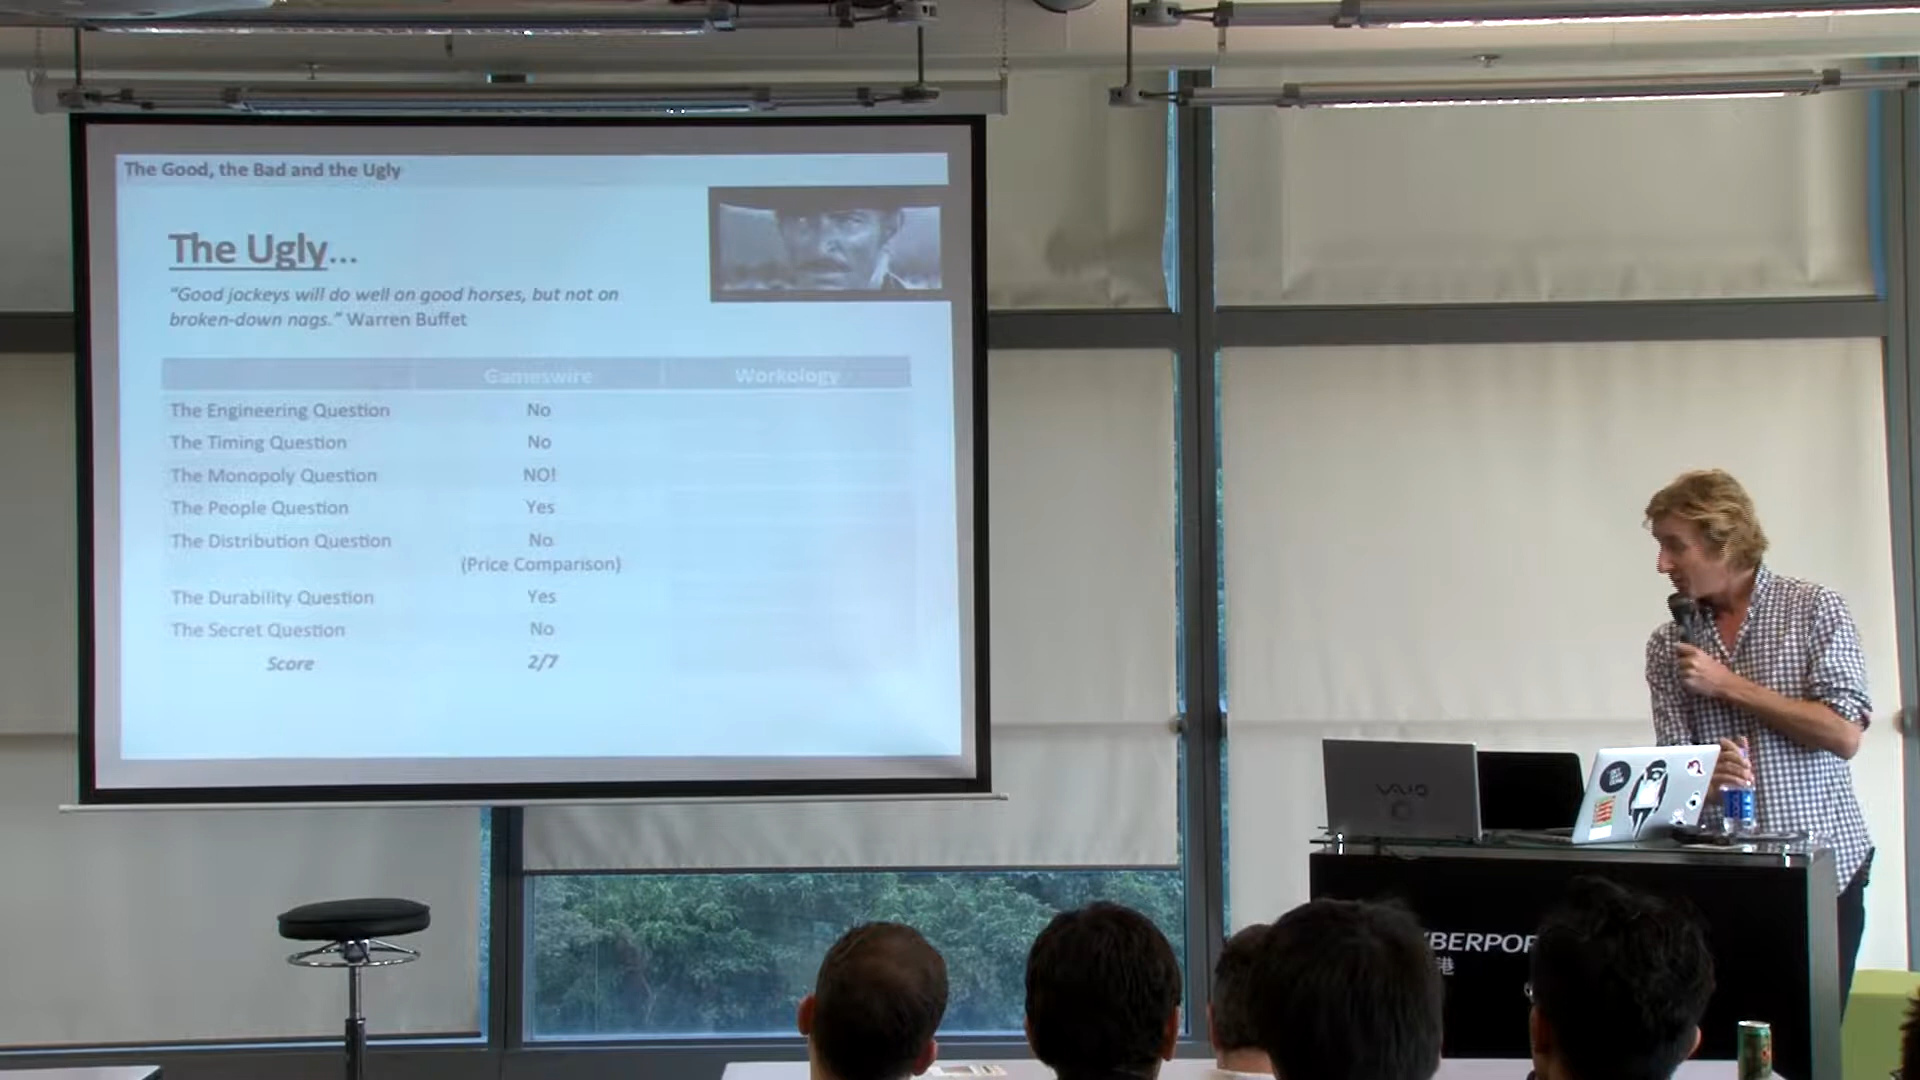 The Good, the Bad and the Ugly
The Ugly...
"Good jockeys will do well on good horses, but not on
broken-down nags." Warren Buffet
Gameswire Workology
The Engineering Question No
The Timing Question No
The Monopoly Question NO!
The People Question Yes
The Distribution Question No
(Price Comparison)
The Durability Question Yes
The Secret Question No
Score 2/7
VAIO
BERPOR
港